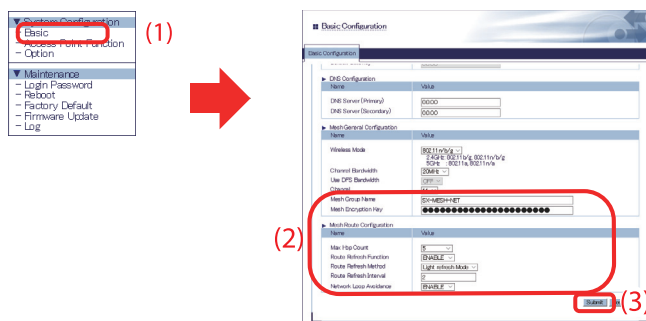 ▼ System Configuration
- Basic
- Access Point Function
- Option
▼ Maintenance
- Login Password
- Reboot
- Factory Default
- Firmware Update
- Log
(1)
Basic Configuration
Basic Configuration
▶ DNS Configuration
Name Value
DNS Server (Primary) 0.0.0.0
DNS Server (Secondary) 0.0.0.0
▶ Mesh General Configuration
Name Value
Wireless Mode 802.11n/b/g
2.4GHz: 802.11b/g, 802.11n/b/g
5GHz : 802.11a, 802.11n/a
Channel Bandwidth 20MHz
Use DFS Bandwidth OFF
Channel
Mesh Group Name SX-MESH-NET
Mesh Encryption Key ●●●●●●●●●●●●●●●●●●●●●●
(2)
▶ Mesh Route Configuration
Name Value
Max Hop Count 5
Route Refresh Function ENABLE
Route Refresh Method Light refresh Mode
Route Refresh Interval 2
Network Loop Avoidance ENABLE
Submit
(3)